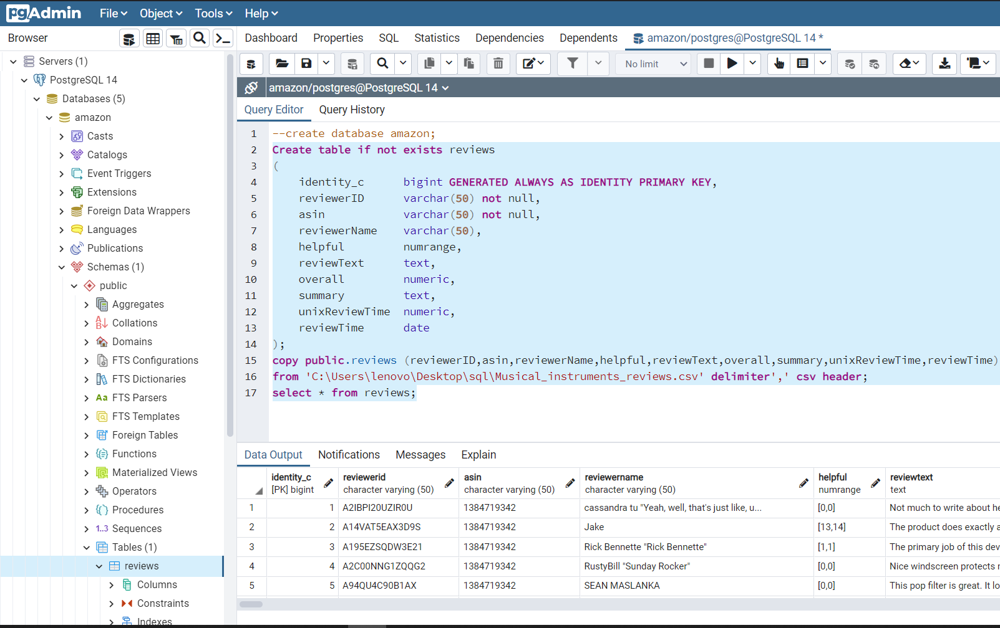 pgAdmin File Object Tools Help
Browser
Dashboard Properties SQL Statistics Dependencies Dependents amazon/postgres@PostgreSQL 14 *
No limit
amazon/postgres@PostgreSQL 14
Query Editor Query History
Servers (1)
PostgreSQL 14
Databases (5)
amazon
Casts
Catalogs
Event Triggers
Extensions
Foreign Data Wrappers
Languages
Publications
Schemas (1)
public
Aggregates
Collations
Domains
FTS Configurations
FTS Dictionaries
Aa FTS Parsers
FTS Templates
Foreign Tables
Functions
Materialized Views
Operators
Procedures
1..3 Sequences
Tables (1)
reviews
Columns
Constraints
Indexes
1 --create database amazon;
2 Create table if not exists reviews
3 (
4 identity_c bigint GENERATED ALWAYS AS IDENTITY PRIMARY KEY,
5 reviewerID varchar(50) not null,
6 asin varchar(50) not null,
7 reviewerName varchar(50),
8 helpful numrange,
9 reviewText text,
10 overall numeric,
11 summary text,
12 unixReviewTime numeric,
13 reviewTime date
14 );
15 copy public.reviews (reviewerID,asin,reviewerName,helpful,reviewText,overall,summary,unixReviewTime,reviewTime)
16 from 'C:\Users\lenovo\Desktop\sql\Musical_instruments_reviews.csv' delimiter',' csv header;
17 select * from reviews;
Data Output Notifications Messages Explain
identity_c reviewerid asin reviewername helpful reviewtext
[PK] bigint character varying (50) character varying (50) character varying (50) numrange text
1 1 A2IBPI20UZIR0U 1384719342 cassandra tu "Yeah, well, that's just like, u... [0,0] Not much to write about he
2 2 A14VAT5EAX3D9S 1384719342 Jake [13,14] The product does exactly a
3 3 A195EZSQDW3E21 1384719342 Rick Bennette "Rick Bennette" [1,1] The primary job of this dev
4 4 A2C00NNG1ZQQG2 1384719342 RustyBill "Sunday Rocker" [0,0] Nice windscreen protects
5 5 A94QU4C90B1AX 1384719342 SEAN MASLANKA [0,0] This pop filter is great. It lo